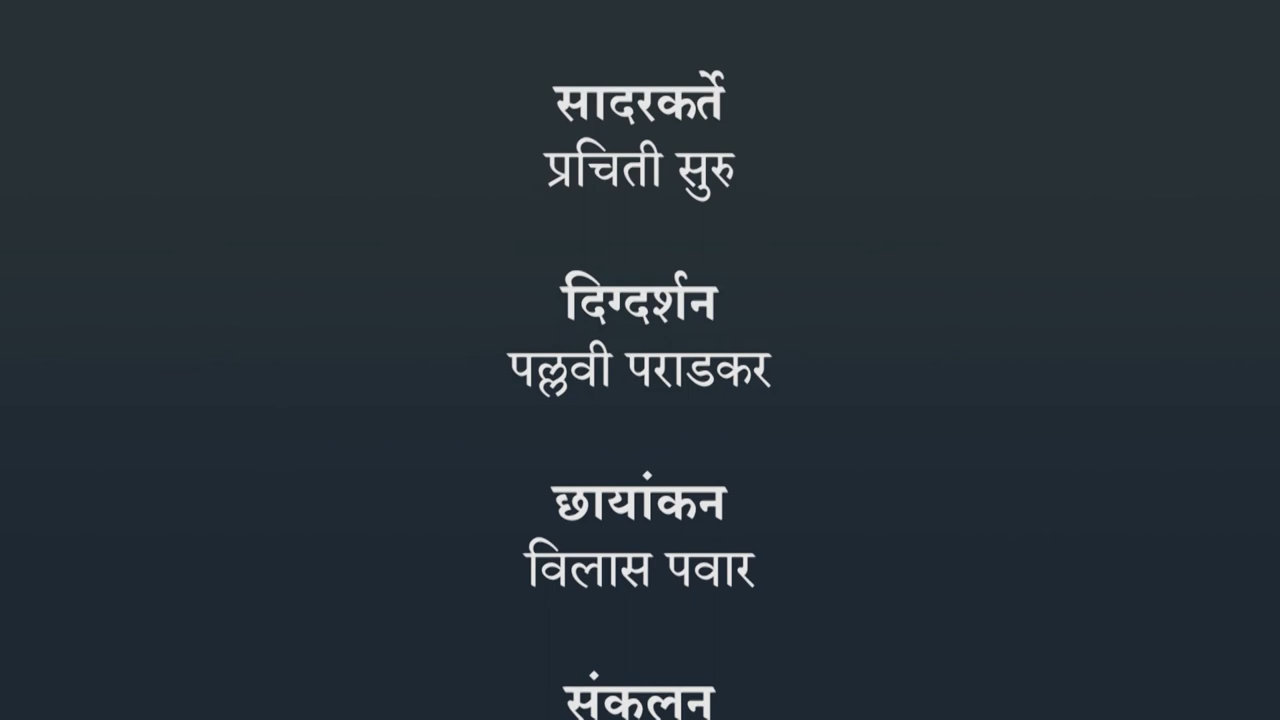 सादरकर्ते
प्रचिती सुरु
दिग्दर्शन
पल्लवी पराडकर
छायांकन
विलास पवार
संकलन